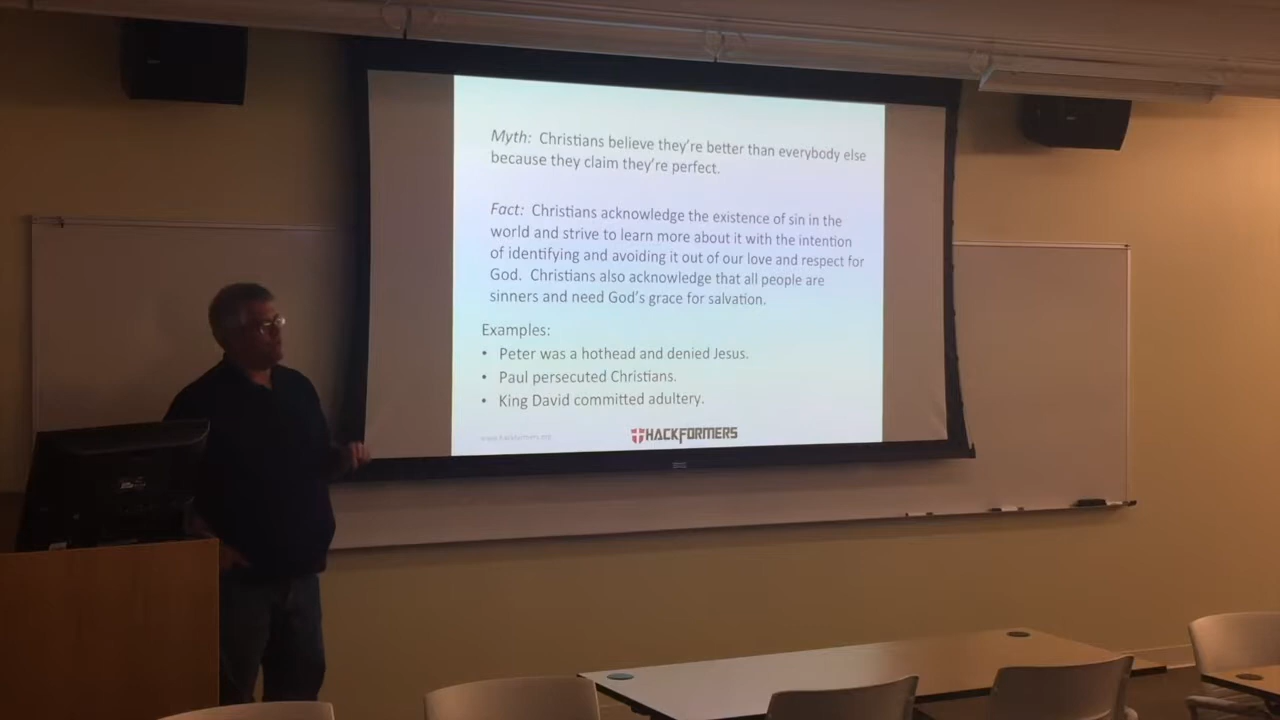 Myth: Christians believe they're better than everybody else
because they claim they're perfect.
Fact: Christians acknowledge the existence of sin in the
world and strive to learn more about it with the intention
of identifying and avoiding it out of our love and respect for
God. Christians also acknowledge that all people are
sinners and need God's grace for salvation.
Examples:
• Peter was a hothead and denied Jesus.
• Paul persecuted Christians.
• King David committed adultery.
www.hackformers.org
HACKFORMERS